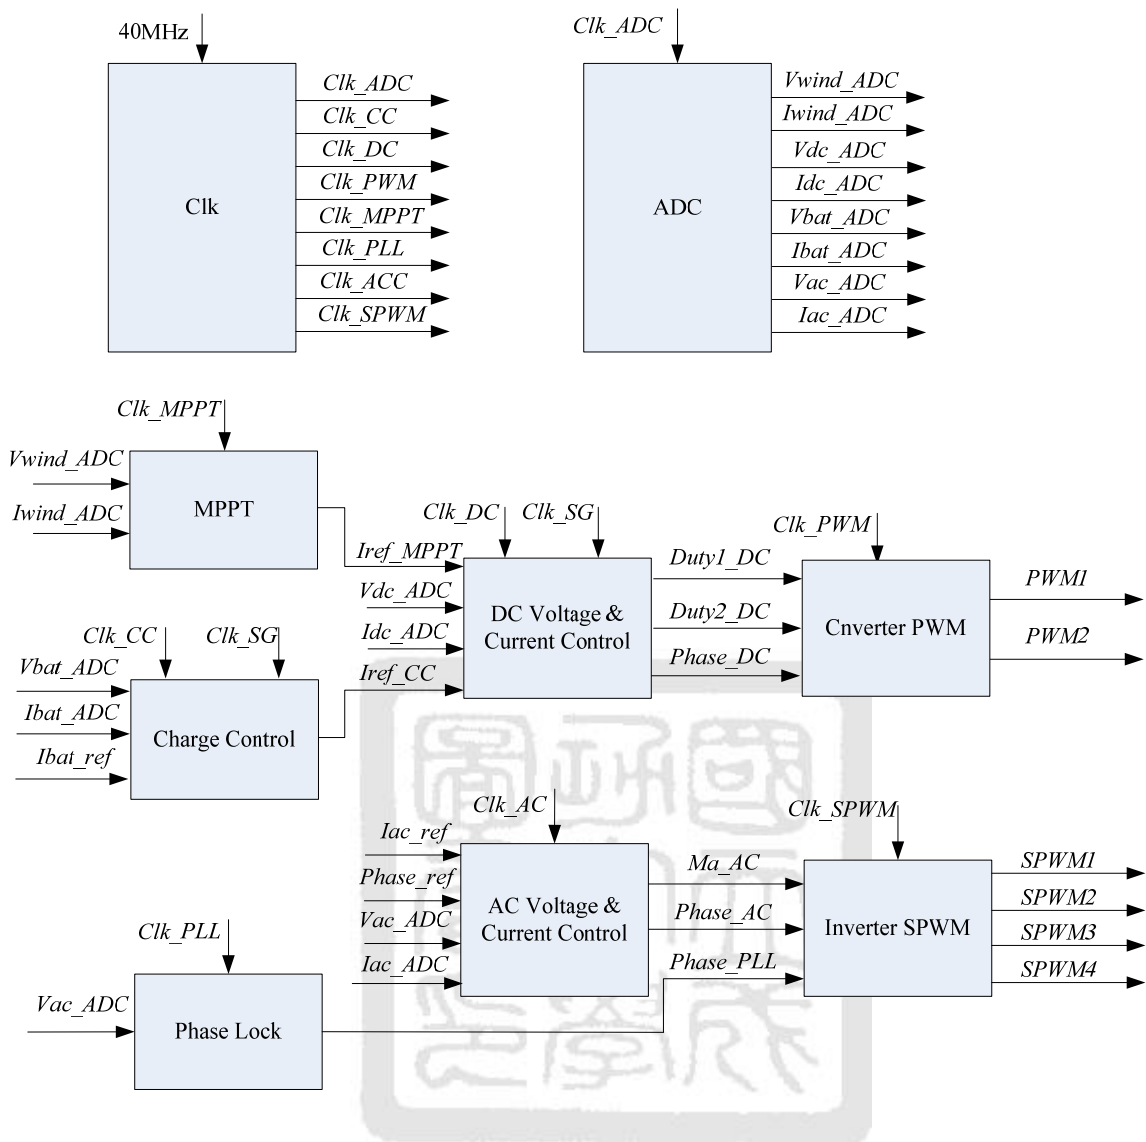 40MHz
Clk_ADC
Clk
Clk_ADC
Clk_CC
Clk_DC
Clk_PWM
Clk_MPPT
Clk_PLL
Clk_ACC
Clk_SPWM
ADC
Vwind_ADC
Iwind_ADC
Vdc_ADC
Idc_ADC
Vbat_ADC
Ibat_ADC
Vac_ADC
Iac_ADC
Clk_MPPT
Vwind_ADC
Iwind_ADC
MPPT
Clk_DC
Clk_SG
Iref_MPPT
Vdc_ADC
Idc_ADC
Iref_CC
DC Voltage &
Current Control
Duty1_DC
Duty2_DC
Phase_DC
Clk_PWM
Cnverter PWM
PWM1
PWM2
Clk_CC
Clk_SG
Vbat_ADC
Ibat_ADC
Ibat_ref
Charge Control
Clk_AC
Iac_ref
Phase_ref
Vac_ADC
Iac_ADC
AC Voltage &
Current Control
Ma_AC
Phase_AC
Phase_PLL
Clk_SPWM
Inverter SPWM
SPWM1
SPWM2
SPWM3
SPWM4
Clk_PLL
Vac_ADC
Phase Lock